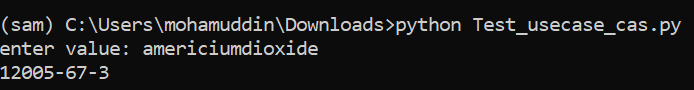 (sam) C:\Users\mohamuddin\Downloads>python Test_usecase_cas.py
enter value: americiumdioxide
12005-67-3